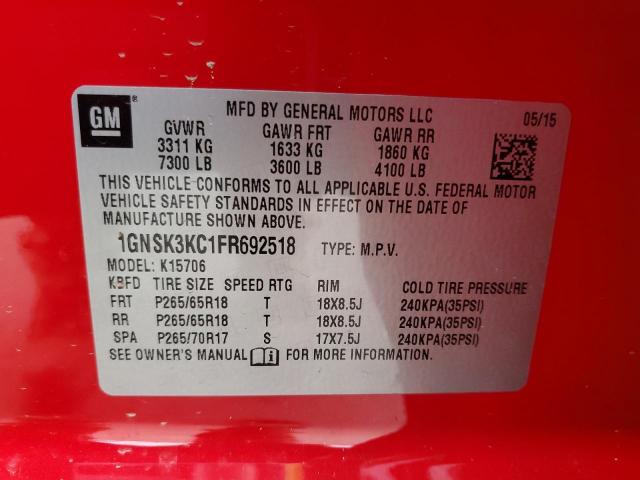 GM ® MFD BY GENERAL MOTORS LLC 05/15
GVWR GAWR FRT GAWR RR
3311 KG 1633 KG 1860 KG
7300 LB 3600 LB 4100 LB
THIS VEHICLE CONFORMS TO ALL APPLICABLE U.S. FEDERAL MOTOR
VEHICLE SAFETY STANDARDS IN EFFECT ON THE DATE OF
MANUFACTURE SHOWN ABOVE.
1GNSK3KC1FR692518 TYPE: M.P.V.
MODEL: K15706
TIRE SIZE SPEED RTG RIM COLD TIRE PRESSURE
FRT P265/65R18 T 18X8.5J 240KPA(35PSI)
RR P265/65R18 T 18X8.5J 240KPA(35PSI)
SPA P265/70R17 S 17X7.5J 240KPA(35PSI)
SEE OWNER'S MANUAL FOR MORE INFORMATION.